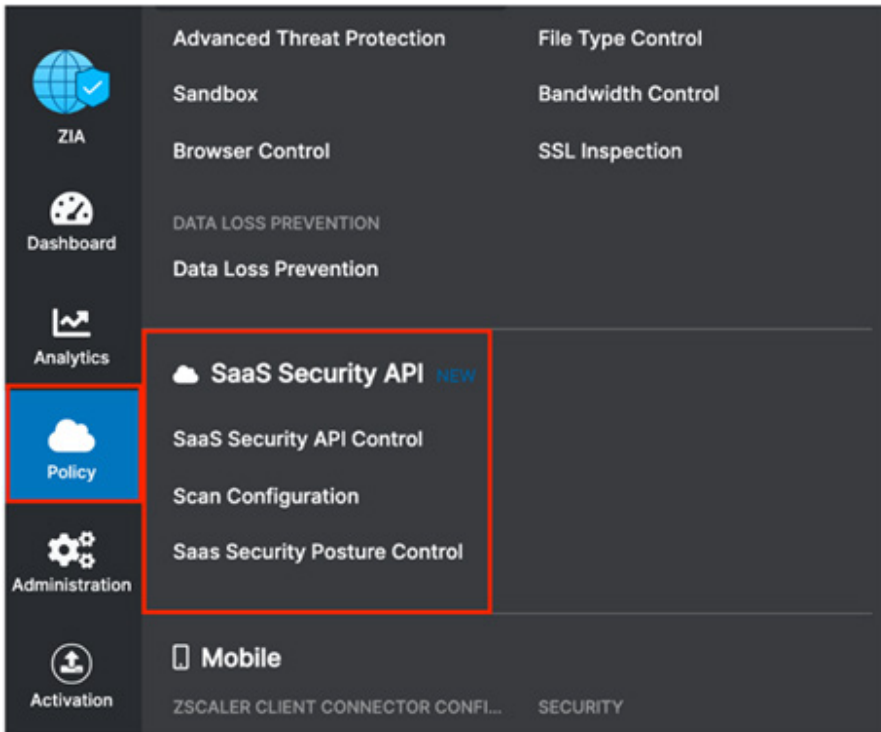 ZIA
Dashboard
Analytics
Policy
Administration
Activation
Advanced Threat Protection
File Type Control
Sandbox
Bandwidth Control
Browser Control
SSL Inspection
DATA LOSS PREVENTION
Data Loss Prevention
SaaS Security API NEW
SaaS Security API Control
Scan Configuration
Saas Security Posture Control
Mobile
ZSCALER CLIENT CONNECTOR CONFI...
SECURITY